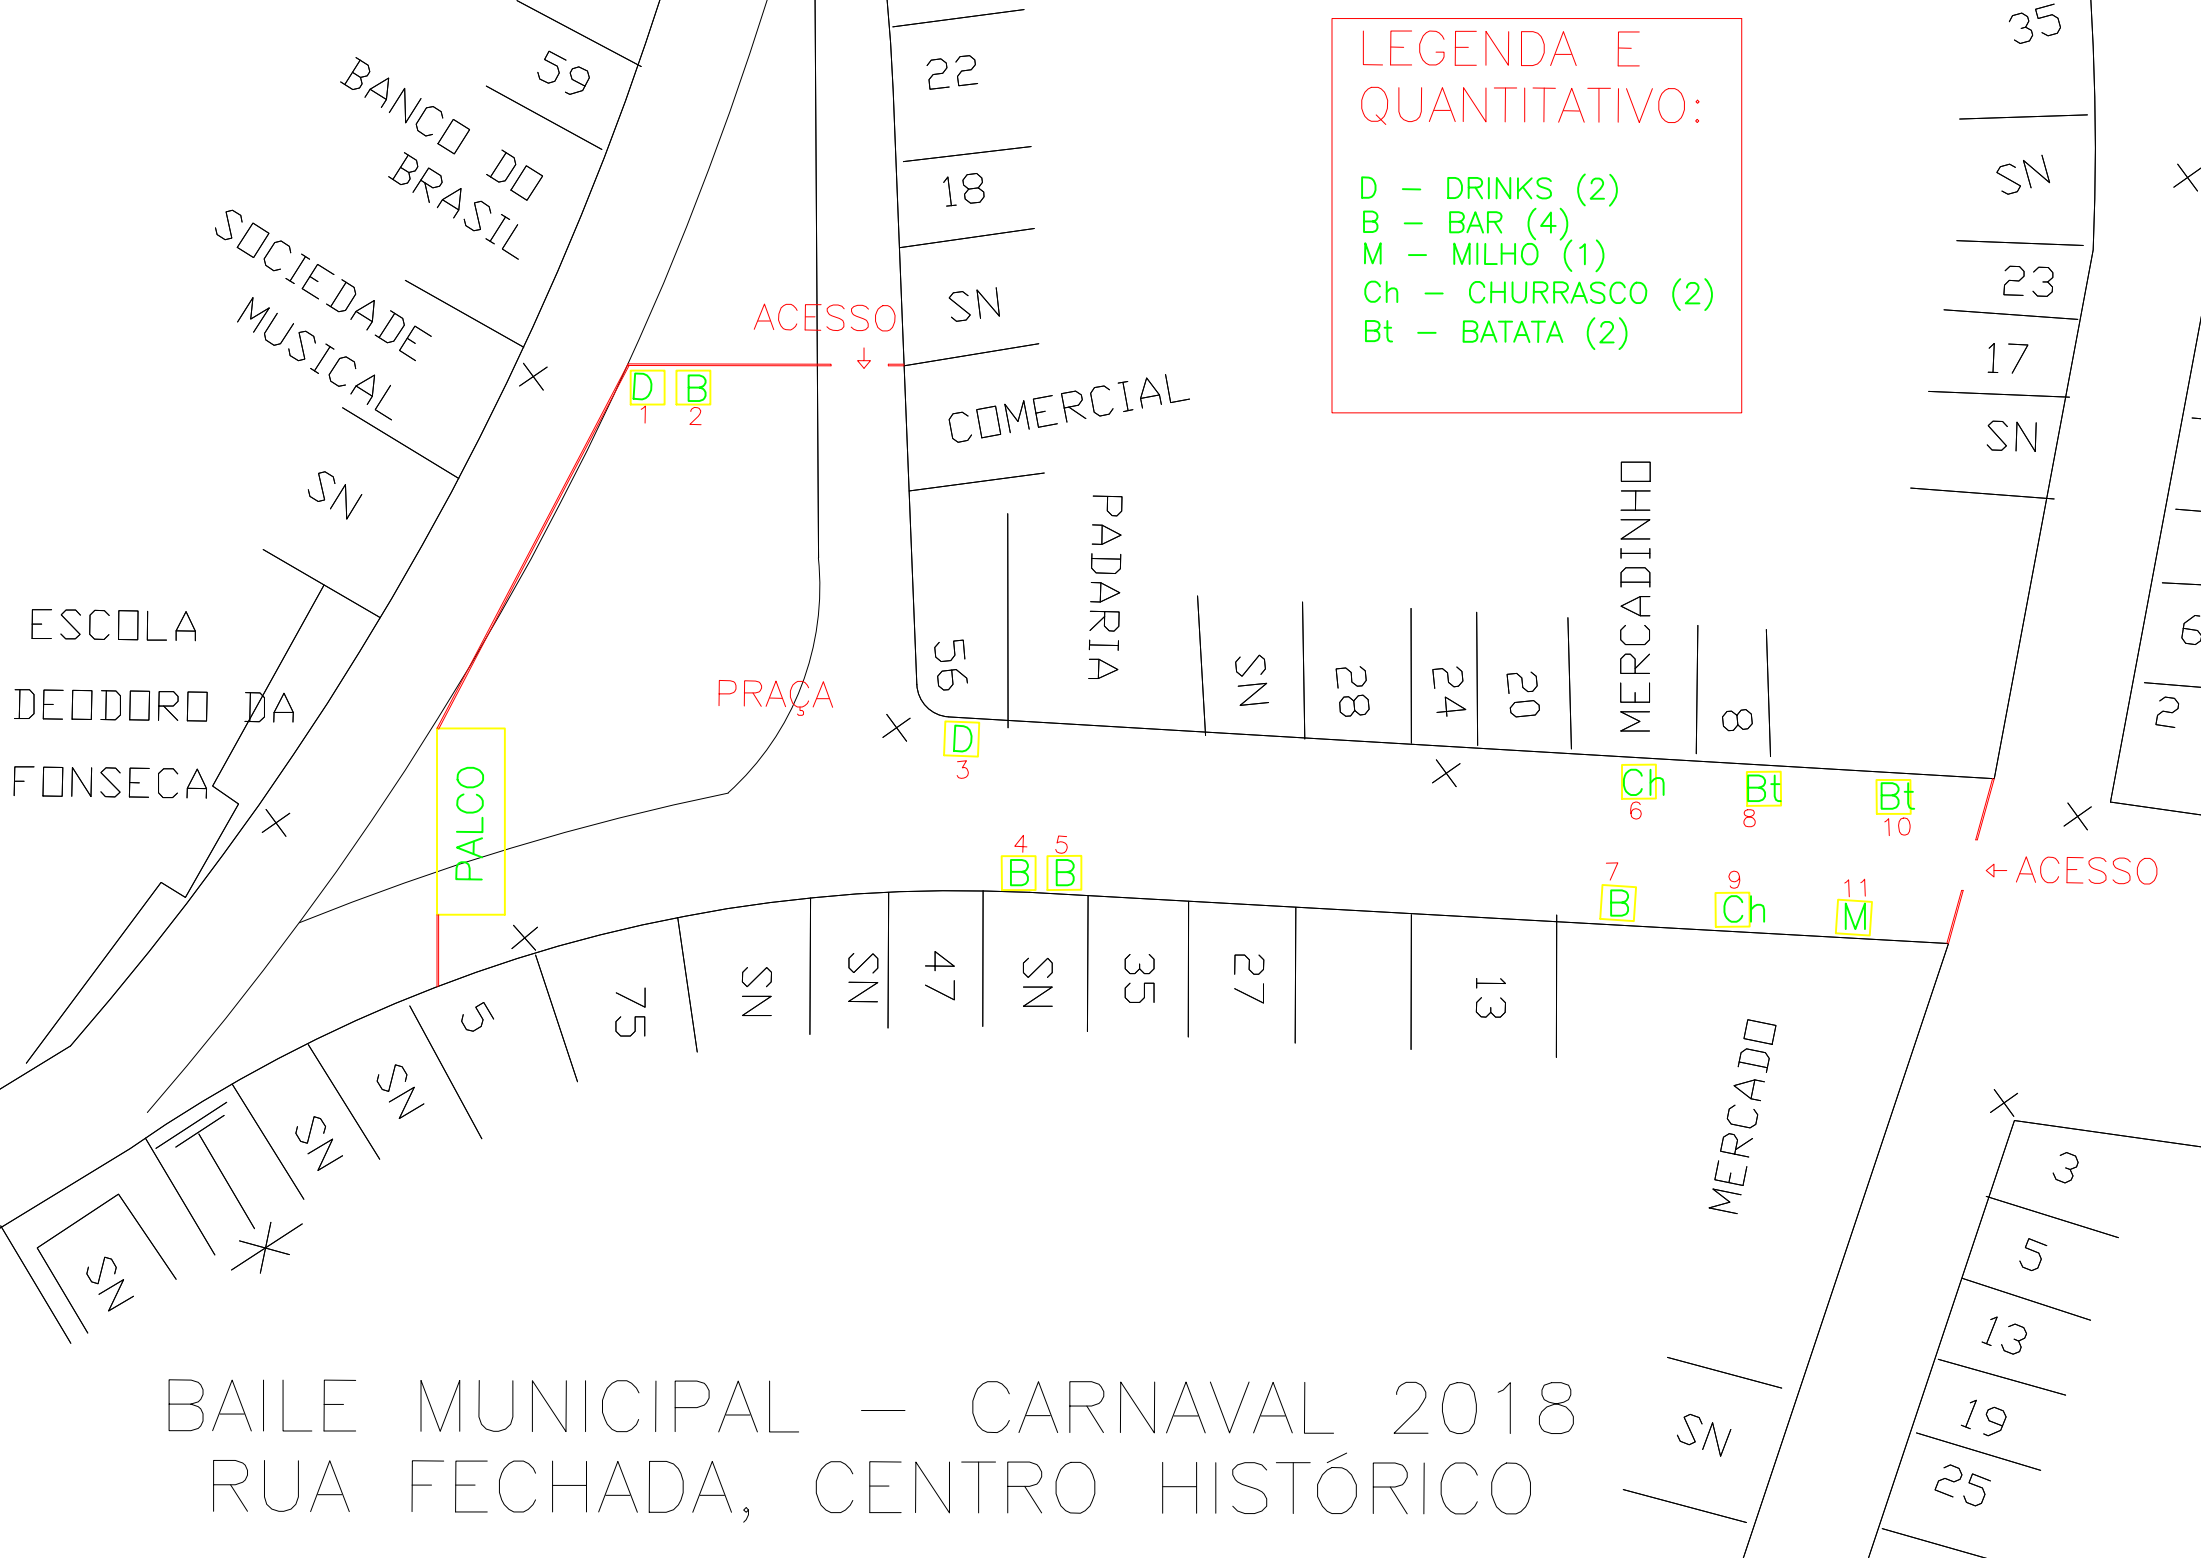 LEGENDA E
QUANTITATIVO:
D – DRINKS (2)
B – BAR (4)
M – MILHO (1)
Ch – CHURRASCO (2)
Bt – BATATA (2)
59
BANCO DO
BRASIL
SOCIEDADE
MUSICAL
SN
ESCOLA
DEODORO DA
FONSECA
22
18
SN
COMERCIAL
ACESSO
D
1
B
2
PRAÇA
PALCO
56
PADARIA
SN
28
24
20
MERCADINHO
8
35
SN
23
17
SN
6
2
D
3
4
B
5
B
Ch
6
Bt
8
Bt
10
7
B
9
Ch
11
M
ACESSO
SN
SN
SN
SN
5
75
SN
SN
47
SN
35
27
13
MERCADO
SN
3
5
13
19
25
BAILE MUNICIPAL – CARNAVAL 2018
RUA FECHADA, CENTRO HISTÓRICO